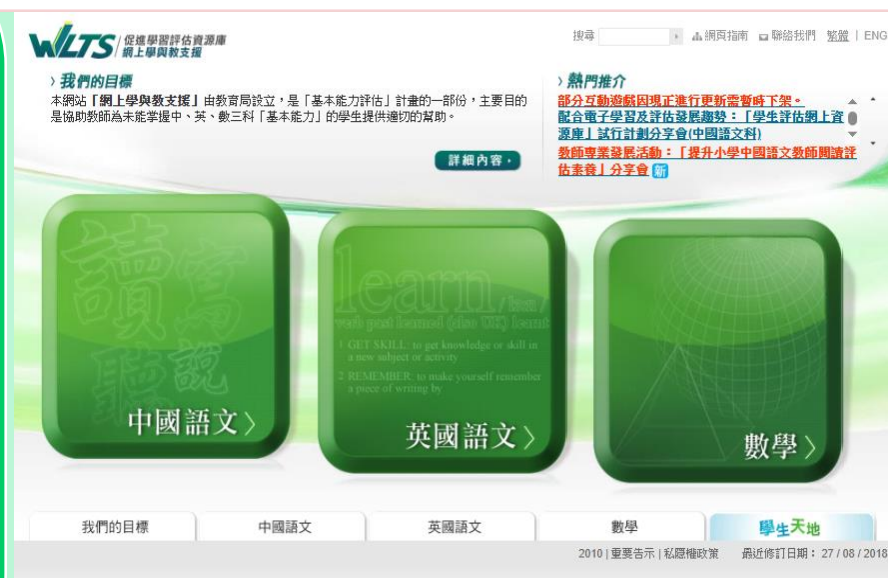 WLTS 促進學習評估資源庫
網上學與教支援
搜尋 網頁指南 聯絡我們 繁體 | ENG
› 我們的目標
本網站「網上學與教支援」由教育局設立，是「基本能力評估」計畫的一部份，主要目的
是協助教師為未能掌握中、英、數三科「基本能力」的學生提供適切的幫助。
詳細內容
› 熱門推介
部分互動遊戲因現正進行更新需暫時下架。
配合電子學習及評估發展趨勢：「學生評估網上資
源庫」試行計劃分享會(中國語文科)
教師專業發展活動：「提升小學中國語文教師閱讀評
估素養」分享會 新
讀寫
聽說
中國語文 〉
learn /lɜːn/
verb past learned (also UK) learnt
1 GET SKILL: to get knowledge or skill in
a new subject or activity
2 REMEMBER: to make yourself remember
a piece of writing by
英國語文 〉
數學 〉
我們的目標 中國語文 英國語文 數學 學生天地
2010 | 重要告示 | 私隱權政策 最近修訂日期： 27 / 08 / 2018